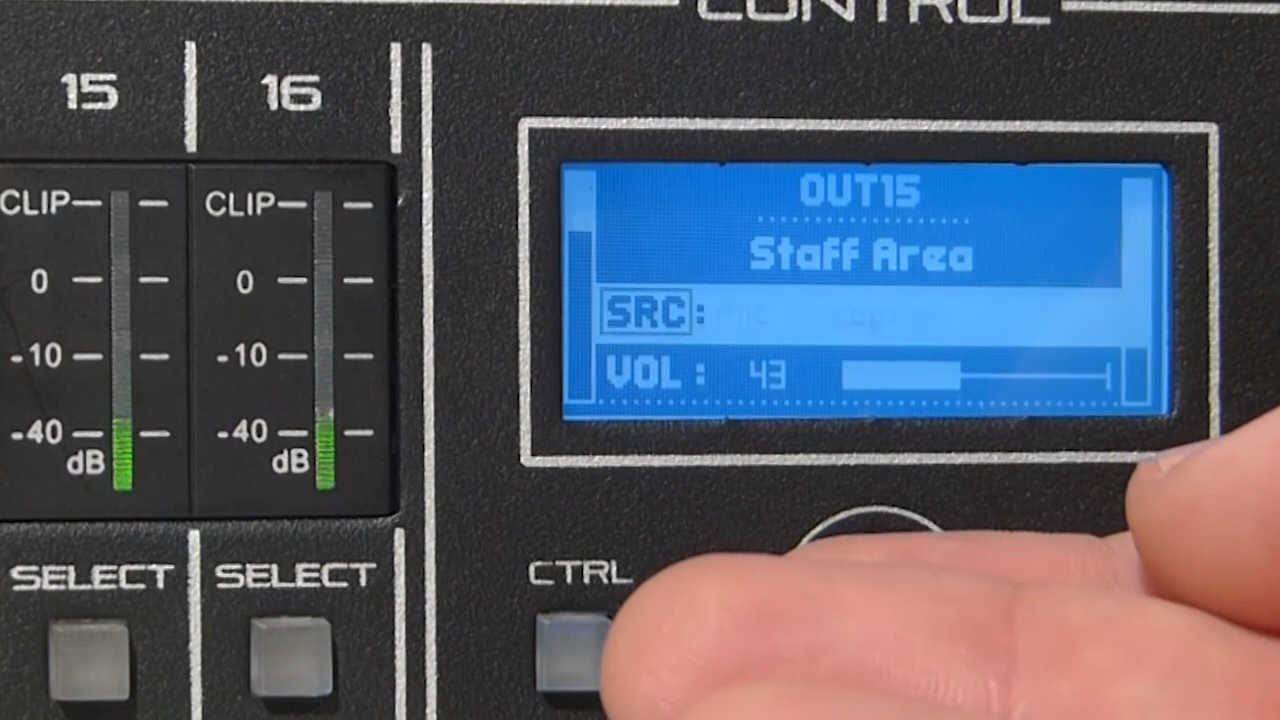 CONTROL
15 16
CLIP CLIP
0 0
-10 -10
-40 -40
dB dB
SELECT SELECT
OUT15
Staff Area
SRC:
VOL: 43
CTRL